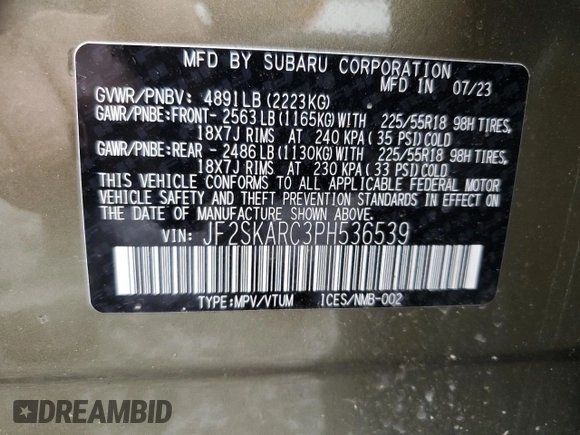 MFD BY SUBARU CORPORATION
MFD IN 07/23
GVWR/PNBV: 4891LB(2223KG)
GAWR/PNBE:FRONT- 2563LB(1165KG)WITH 225/55R18 98H TIRES,
18X7J RIMS AT 240 KPA(35 PSI)COLD
GAWR/PNBE:REAR - 2486LB(1130KG)WITH 225/55R18 98H TIRES,
18X7J RIMS AT 230 KPA(33 PSI)COLD
THIS VEHICLE CONFORMS TO ALL APPLICABLE FEDERAL MOTOR
VEHICLE SAFETY AND THEFT PREVENTION STANDARDS IN EFFECT ON
THE DATE OF MANUFACTURE SHOWN ABOVE.
VIN: JF2SKARC3PH536539
TYPE:MPV/VTUM ICES/NMB-002
DREAMBID